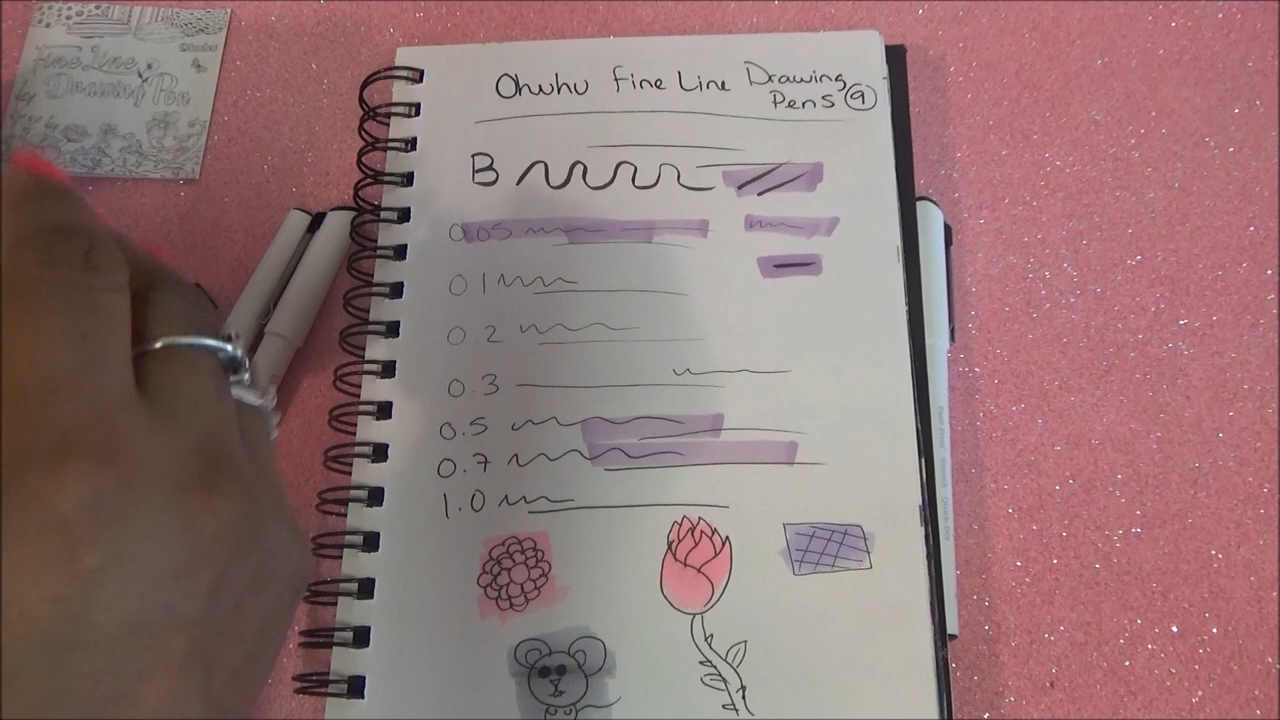 Fine Line
Drawing Pen
Ohuhu Fine Line Drawing
Pens 9
B
0.05
0.1
0.2
0.3
0.5
0.7
1.0